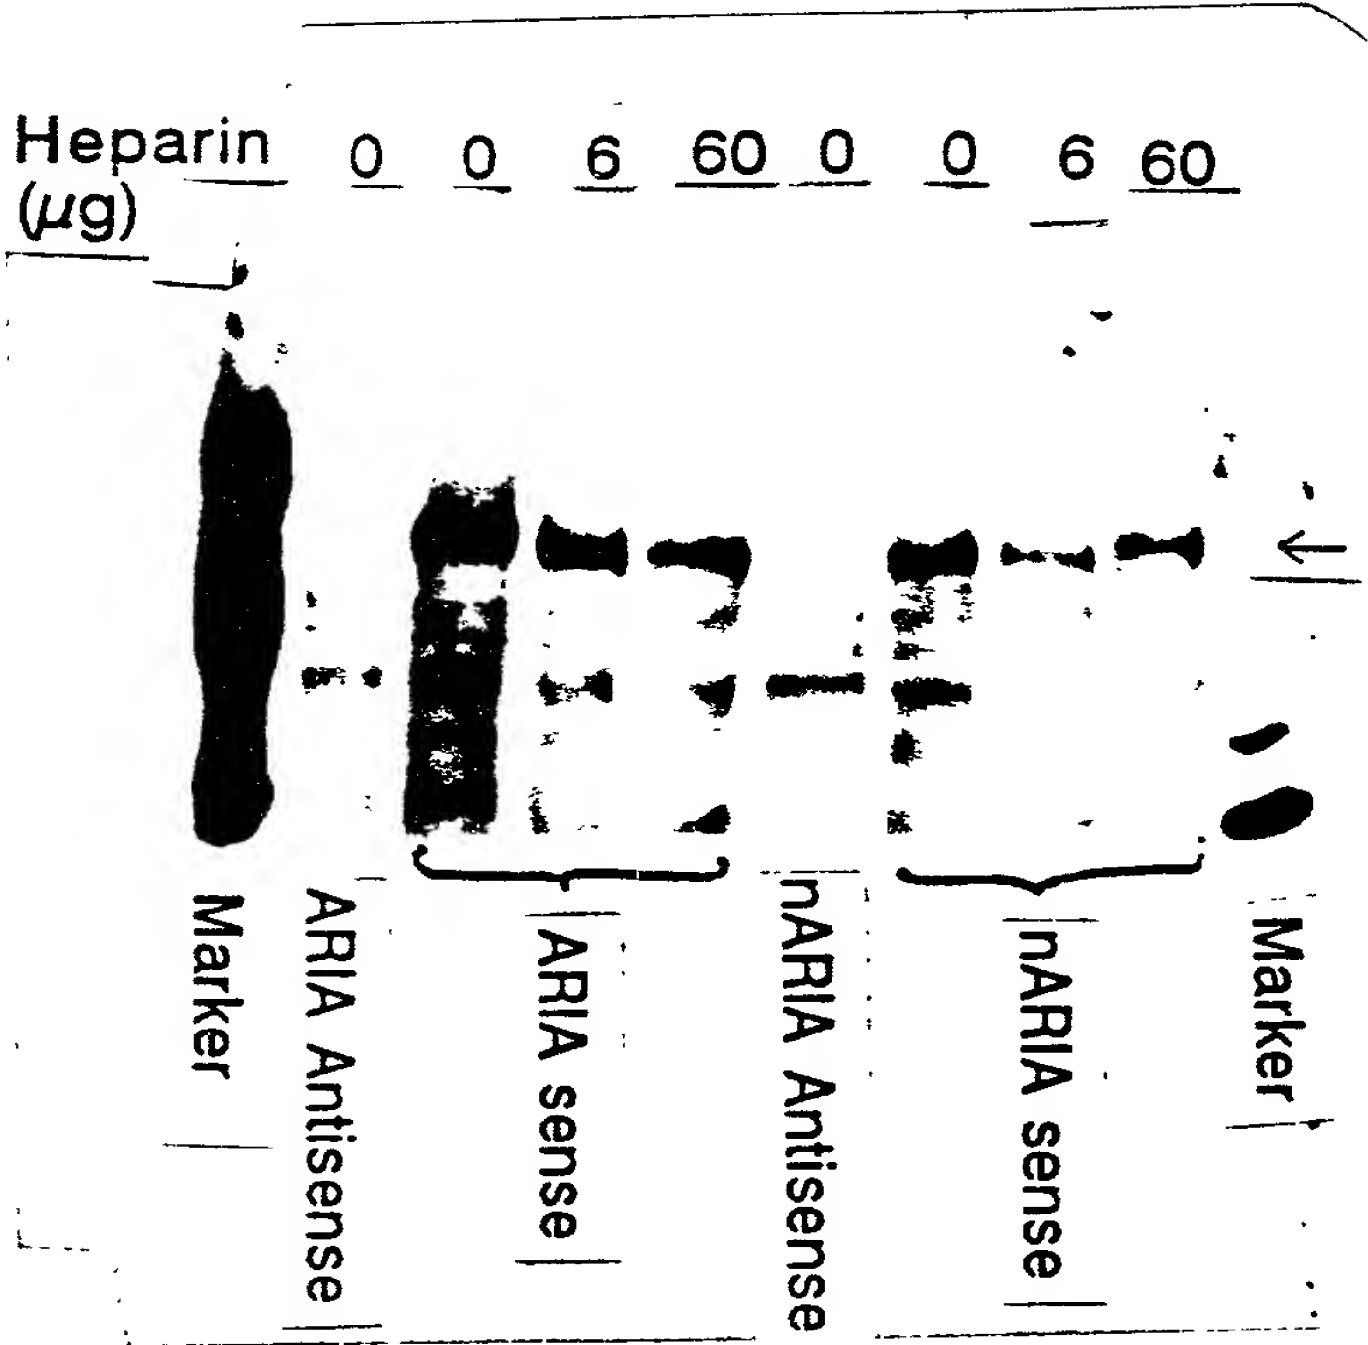 Heparin 0 0 6 60 0 0 6 60
(μg)
Marker
ARIA Antisense
ARIA sense
nARIA Antisense
nARIA sense
Marker